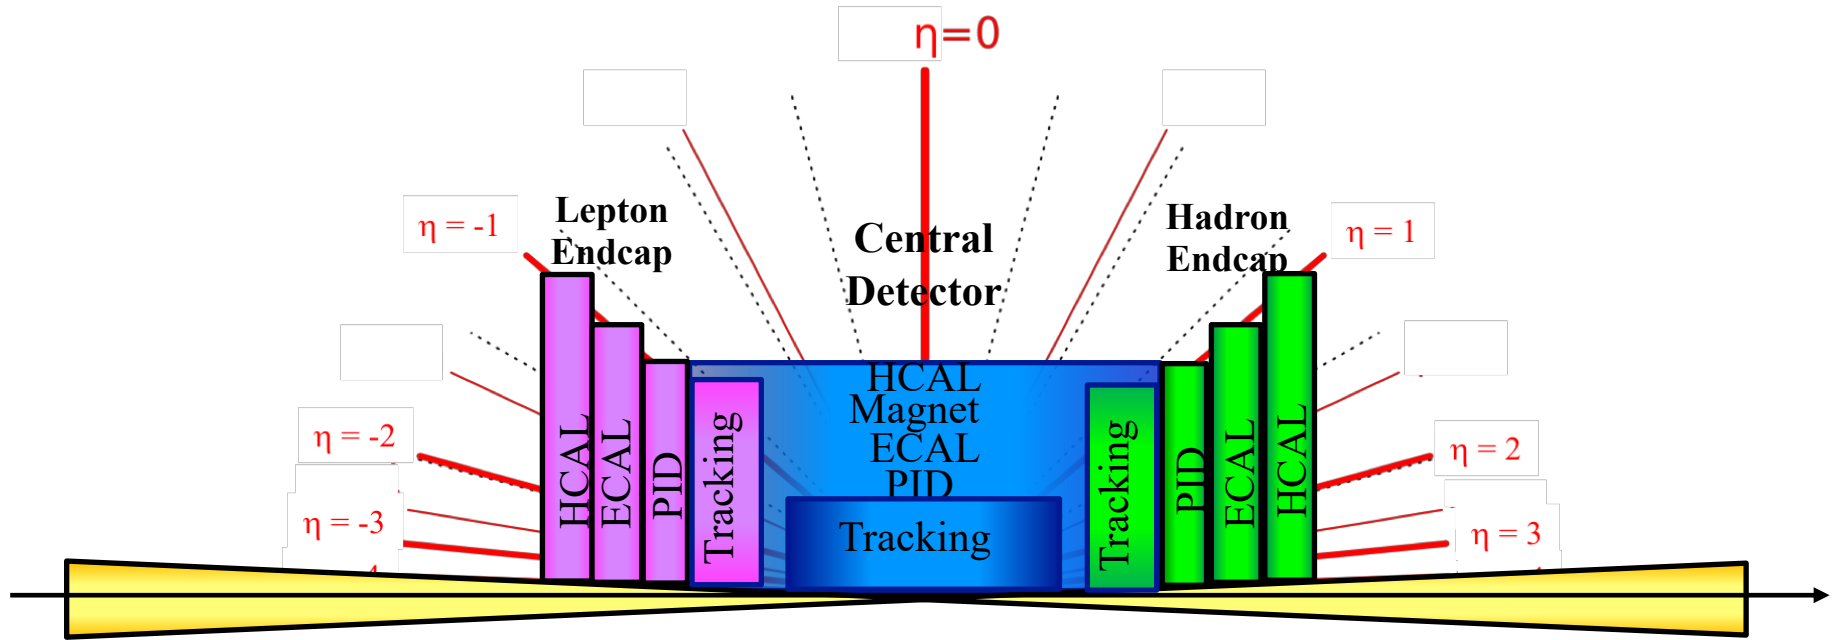 η=0
η = -1
Lepton
Endcap
Central
Detector
Hadron
Endcap
η = 1
η = -2
η = -3
HCAL
ECAL
PID
Tracking
HCAL
Magnet
ECAL
PID
Tracking
Tracking
PID
ECAL
HCAL
η = 2
η = 3